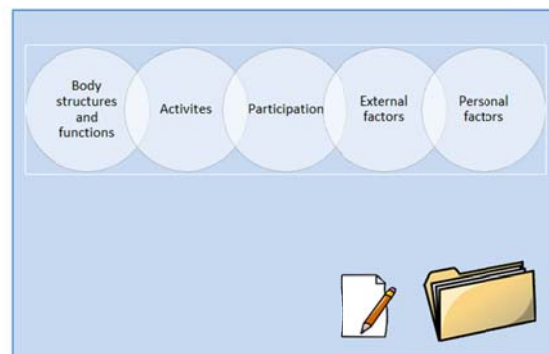 Body
structures
and
functions
Activites
Participation
External
factors
Personal
factors